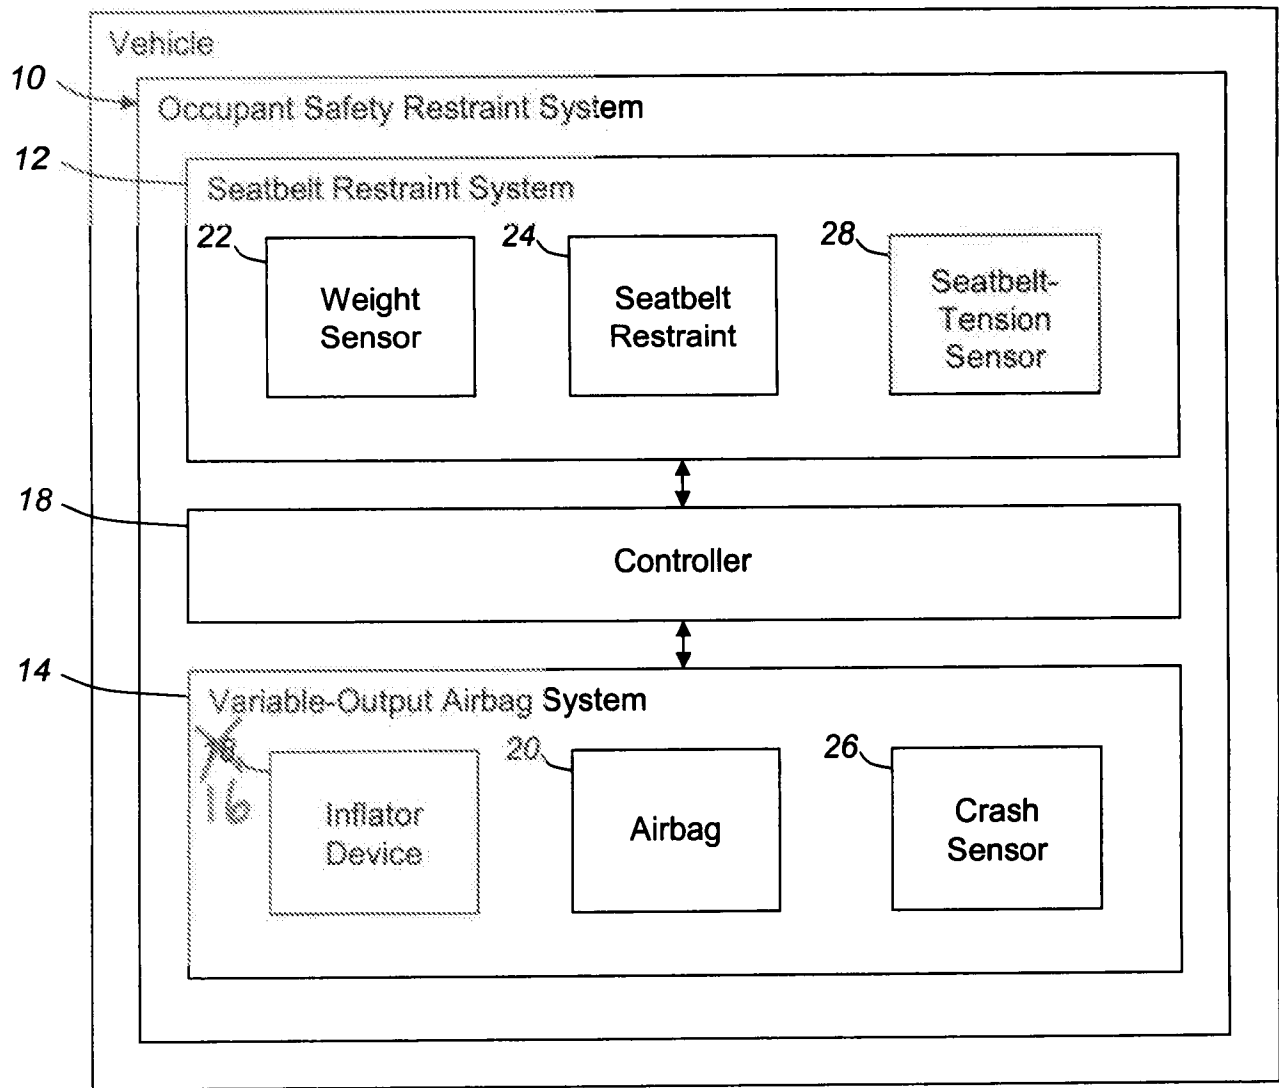 Vehicle
10
Occupant Safety Restraint System
12
Seatbelt Restraint System
22
24
28
Weight
Sensor
Seatbelt
Restraint
Seatbelt-
Tension
Sensor
18
Controller
14
Variable-Output Airbag System
16
20
26
Inflator
Device
Airbag
Crash
Sensor